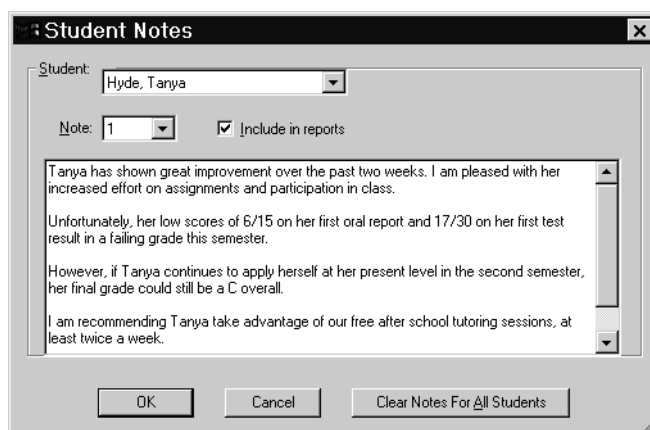 Student Notes
Student:
Hyde, Tanya
Note: 1 Include in reports
Tanya has shown great improvement over the past two weeks. I am pleased with her
increased effort on assignments and participation in class.
Unfortunately, her low scores of 6/15 on her first oral report and 17/30 on her first test
result in a failing grade this semester.
However, if Tanya continues to apply herself at her present level in the second semester,
her final grade could still be a C overall.
I am recommending Tanya take advantage of our free after school tutoring sessions, at
least twice a week.
OK Cancel Clear Notes For All Students